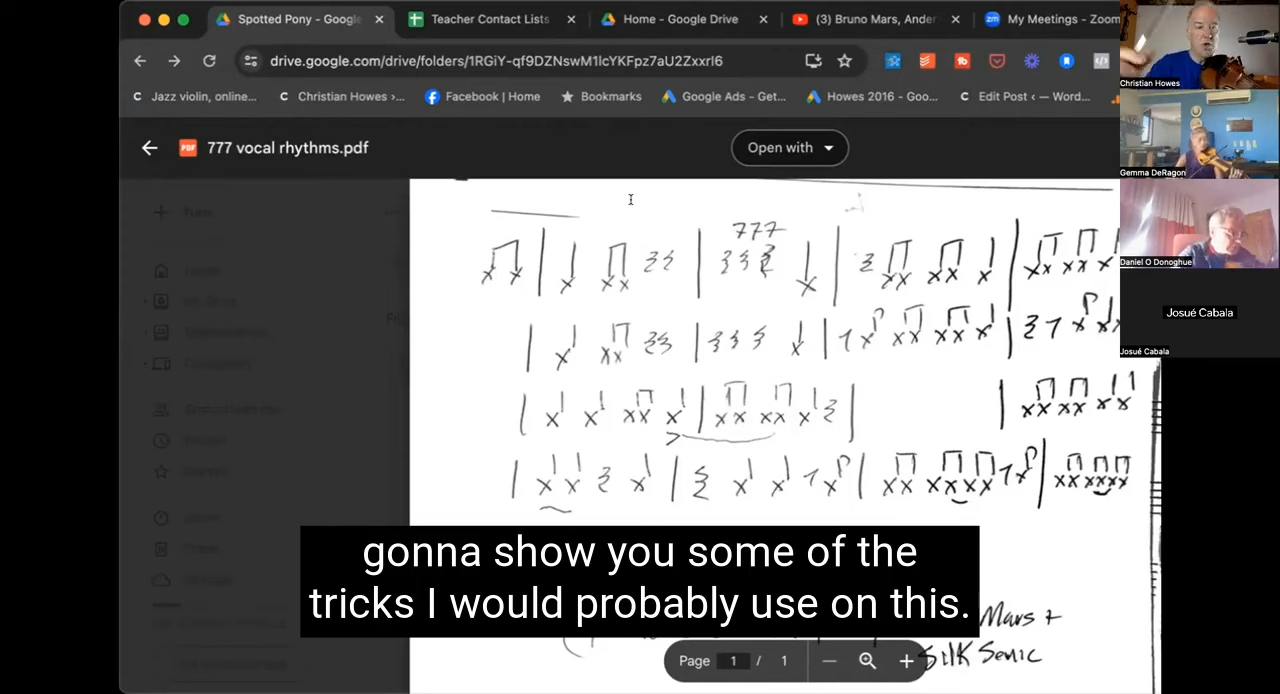 Spotted Pony - Google
Teacher Contact Lists
Home - Google Drive
(3) Bruno Mars, Ander
My Meetings - Zoom
drive.google.com/drive/folders/1RGiY-qf9DZNswM1lcYKFpz7aU2Zxxrl6
Jazz violin, online...
Christian Howes ›...
Facebook | Home
Bookmarks
Google Ads - Get...
Howes 2016 - Goo...
Edit Post ‹ — Word...
777 vocal rhythms.pdf
Open with
Christian Howes
Gemma DeRagon
Daniel O Donoghue
Josué Cabala
Josué Cabala
777
gonna show you some of the
tricks I would probably use on this.
Mars +
Silk Sonic
Page 1 / 1